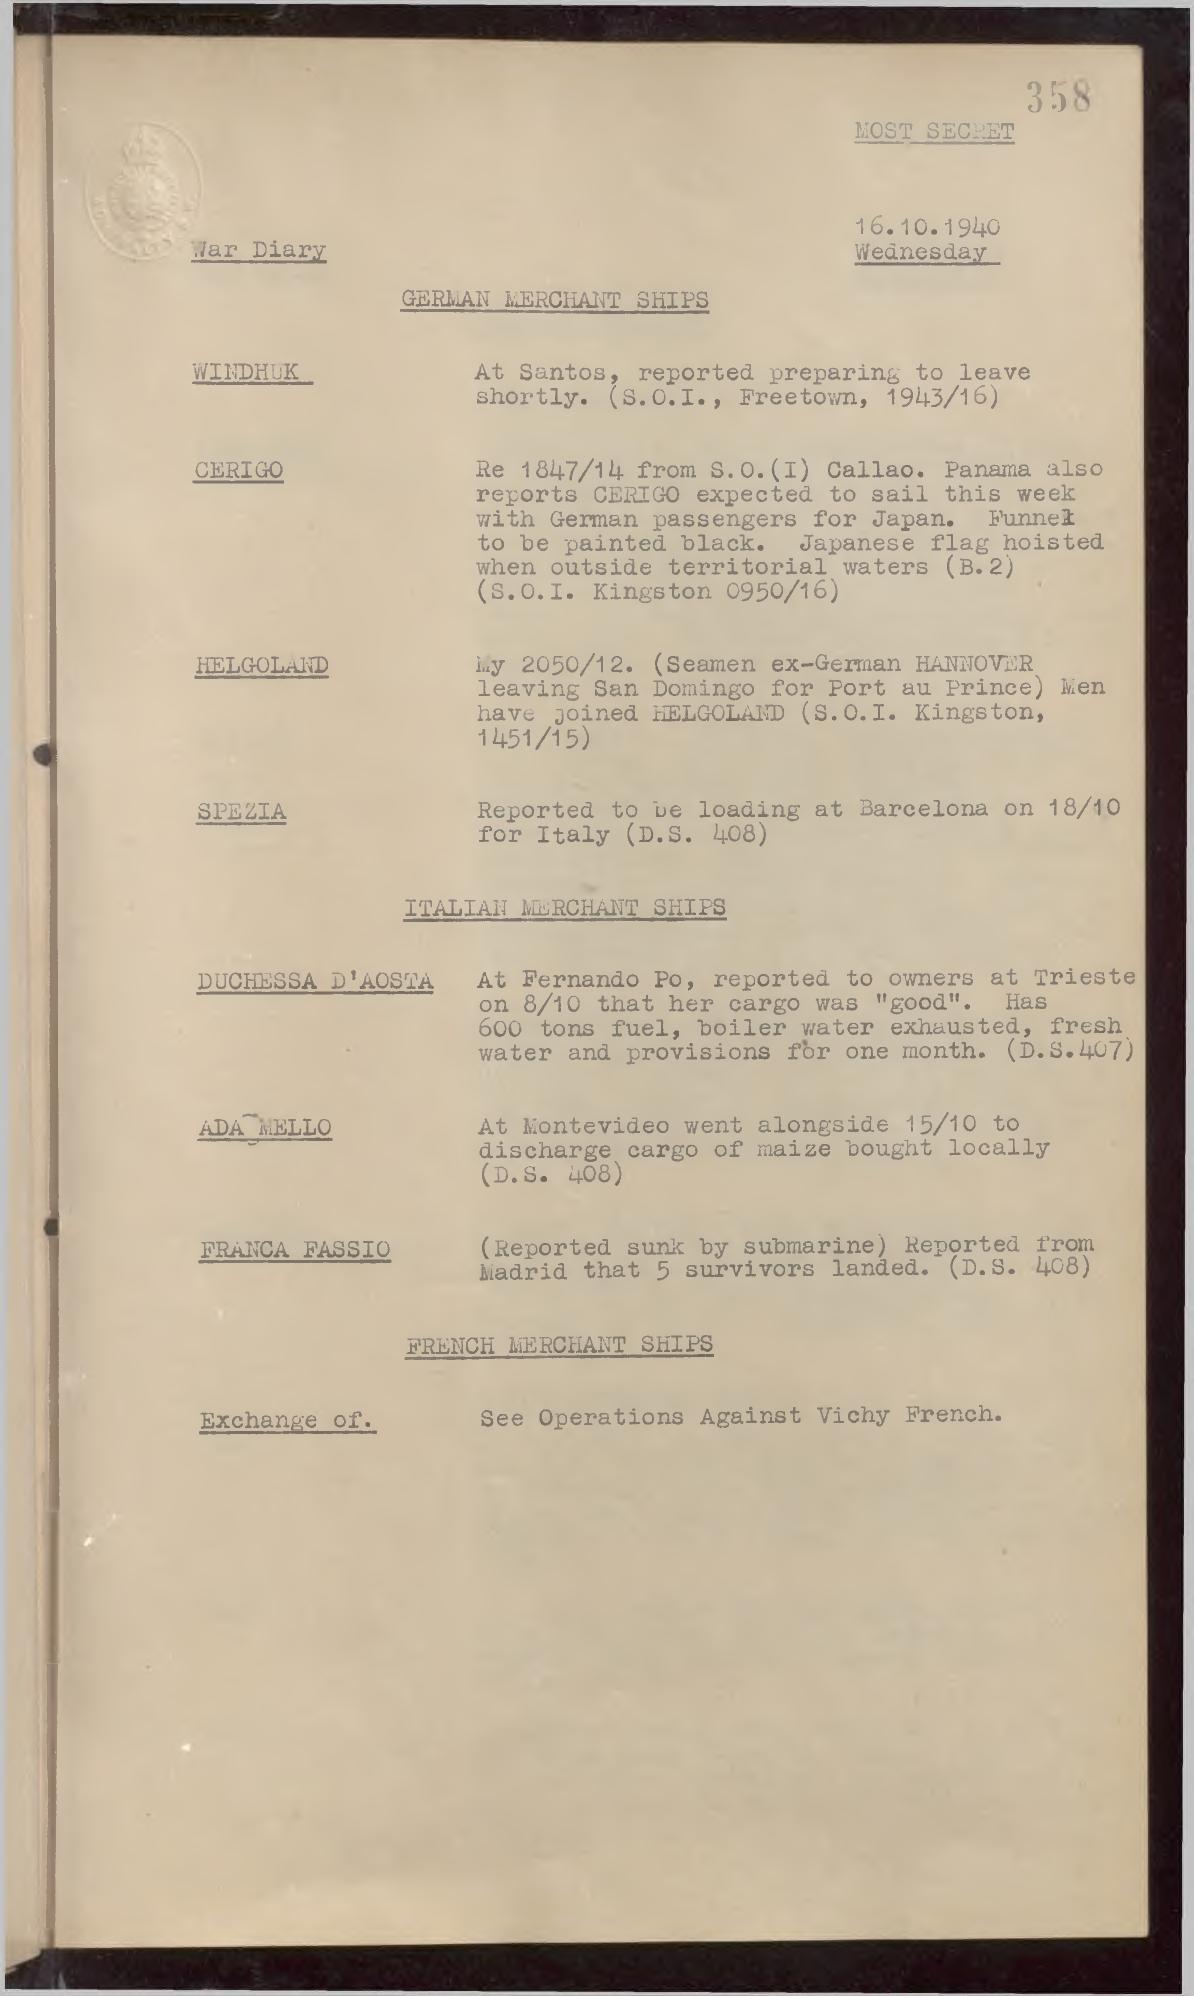 358
MOST SECRET
16.10.1940
War Diary
Wednesday
GERMAN MERCHANT SHIPS
WINDHUK
At Santos, reported preparing to leave
shortly. (S.O.I., Freetown, 1943/16)
CERIGO
Re 1847/14 from S.O.(I) Callao. Panama also
reports CERIGO expected to sail this week
with German passengers for Japan. Funnel
to be painted black. Japanese flag hoisted
when outside territorial waters (B.2)
(S.O.I. Kingston 0950/16)
HELGOLAND
My 2050/12. (Seamen ex-German HANNOVER
leaving San Domingo for Port au Prince) Men
have joined HELGOLAND (S.O.I. Kingston,
1451/15)
SPEZIA
Reported to be loading at Barcelona on 18/10
for Italy (D.S. 408)
ITALIAN MERCHANT SHIPS
DUCHESSA D'AOSTA
At Fernando Po, reported to owners at Trieste
on 8/10 that her cargo was "good". Has
600 tons fuel, boiler water exhausted, fresh
water and provisions for one month. (D.S.407)
ADA MELLO
At Montevideo went alongside 15/10 to
discharge cargo of maize bought locally
(D.S. 408)
FRANCA FASSIO
(Reported sunk by submarine) Reported from
Madrid that 5 survivors landed. (D.S. 408)
FRENCH MERCHANT SHIPS
Exchange of.
See Operations Against Vichy French.